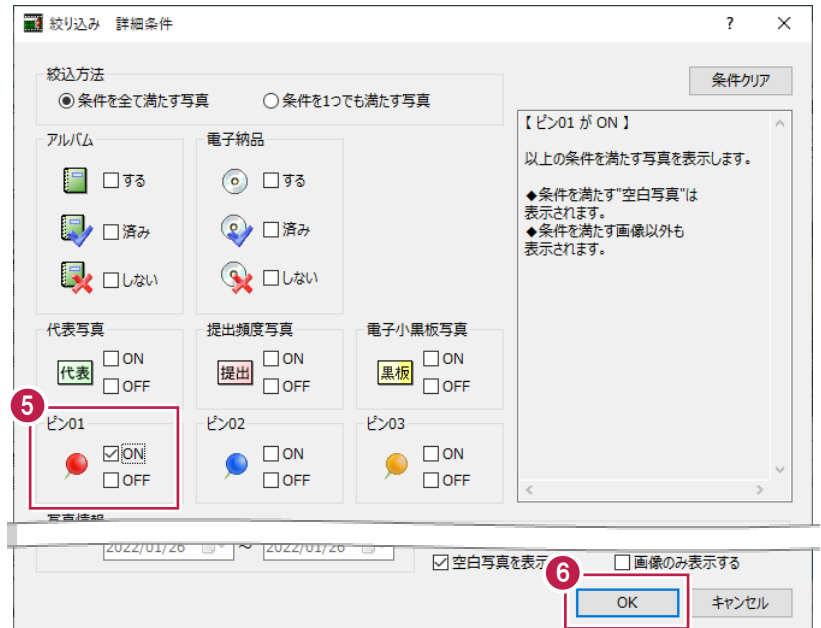 絞り込み 詳細条件
? ×
絞込方法
条件を全て満たす写真 条件を1つでも満たす写真
条件クリア
アルバム
する
済み
しない
電子納品
する
済み
しない
【 ピン01 が ON 】
以上の条件を満たす写真を表示します。
◆条件を満たす"空白写真"は
表示されます。
◆条件を満たす画像以外も
表示されます。
代表写真
代表
ON
OFF
提出頻度写真
提出
ON
OFF
電子小黒板写真
黒板
ON
OFF
5
ピン01
ON
OFF
ピン02
ON
OFF
ピン03
ON
OFF
写真情報
2022/01/26 ～ 2022/01/26
空白写真を表示
画像のみ表示する
6
OK
キャンセル